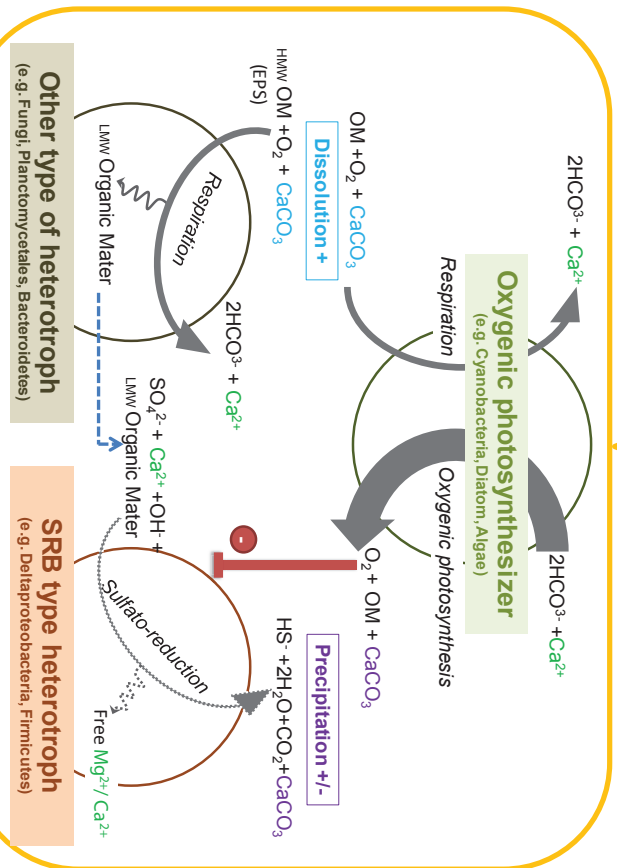 2HCO³⁻ + Ca²⁺
Oxygenic photosynthesizer
(e.g. Cyanobacteria, Diatom, Algae)
2HCO³⁻ +Ca²⁺
Respiration
Oxygenic photosynthesis
OM +O₂ + CaCO₃
O₂ + OM + CaCO₃
Dissolution +
Precipitation +/-
HMW OM +O₂ + CaCO₃
(EPS)
HS⁻ +2H₂O+CO₂+CaCO₃
Respiration
2HCO³⁻ + Ca²⁺
-
LMW Organic Mater
SO₄²⁻ + Ca²⁺ +OH⁻ +
LMW Organic Mater
Sulfato-reduction
Free Mg²⁺/ Ca²⁺
Other type of heterotroph
(e.g. Fungi, Planctomycetales, Bacteroidetes)
SRB type heterotroph
(e.g. Deltaproteobacteria, Firmicutes)